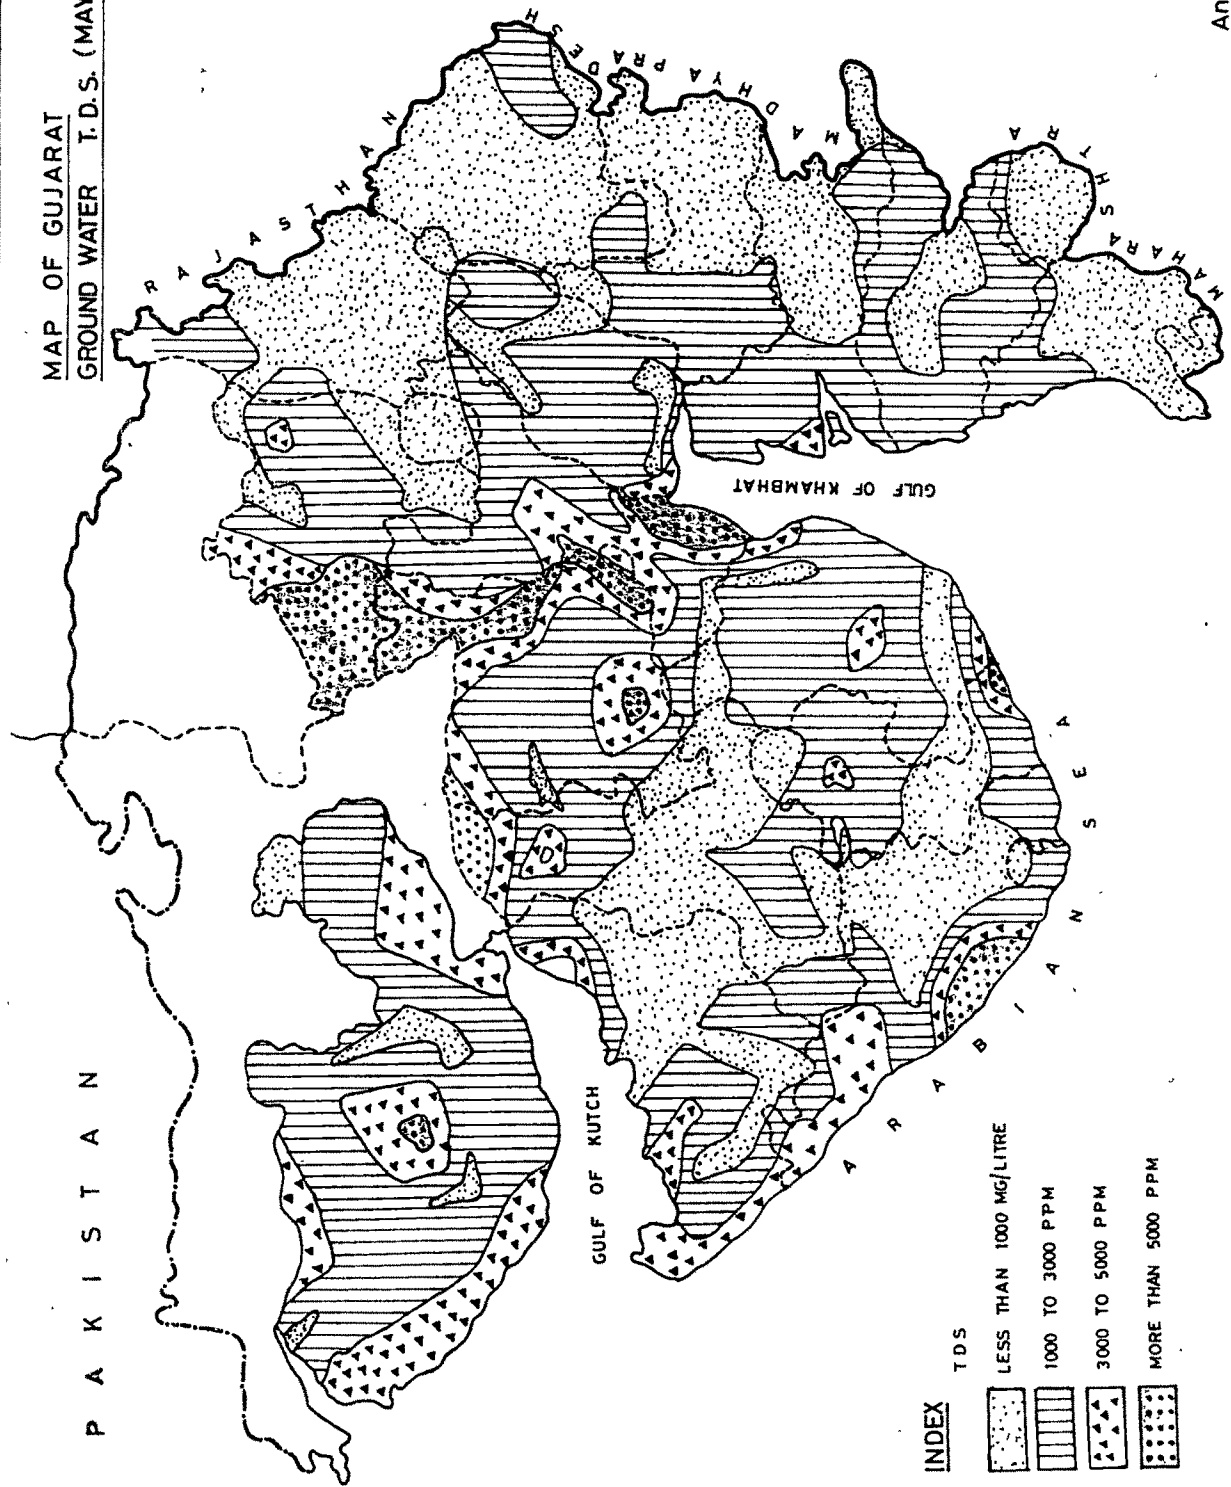 MAP OF GUJARAT
GROUND WATER T.D.S. (MAY
PAKISTAN
RAJASTHAN
MADHYA PRADESH
MAHARASHTRA
GULF OF KUTCH
GULF OF KHAMBHAT
ARABIAN SEA
D
INDEX
TDS
LESS THAN 1000 MG/LITRE
1000 TO 3000 PPM
3000 TO 5000 PPM
MORE THAN 5000 PPM
An